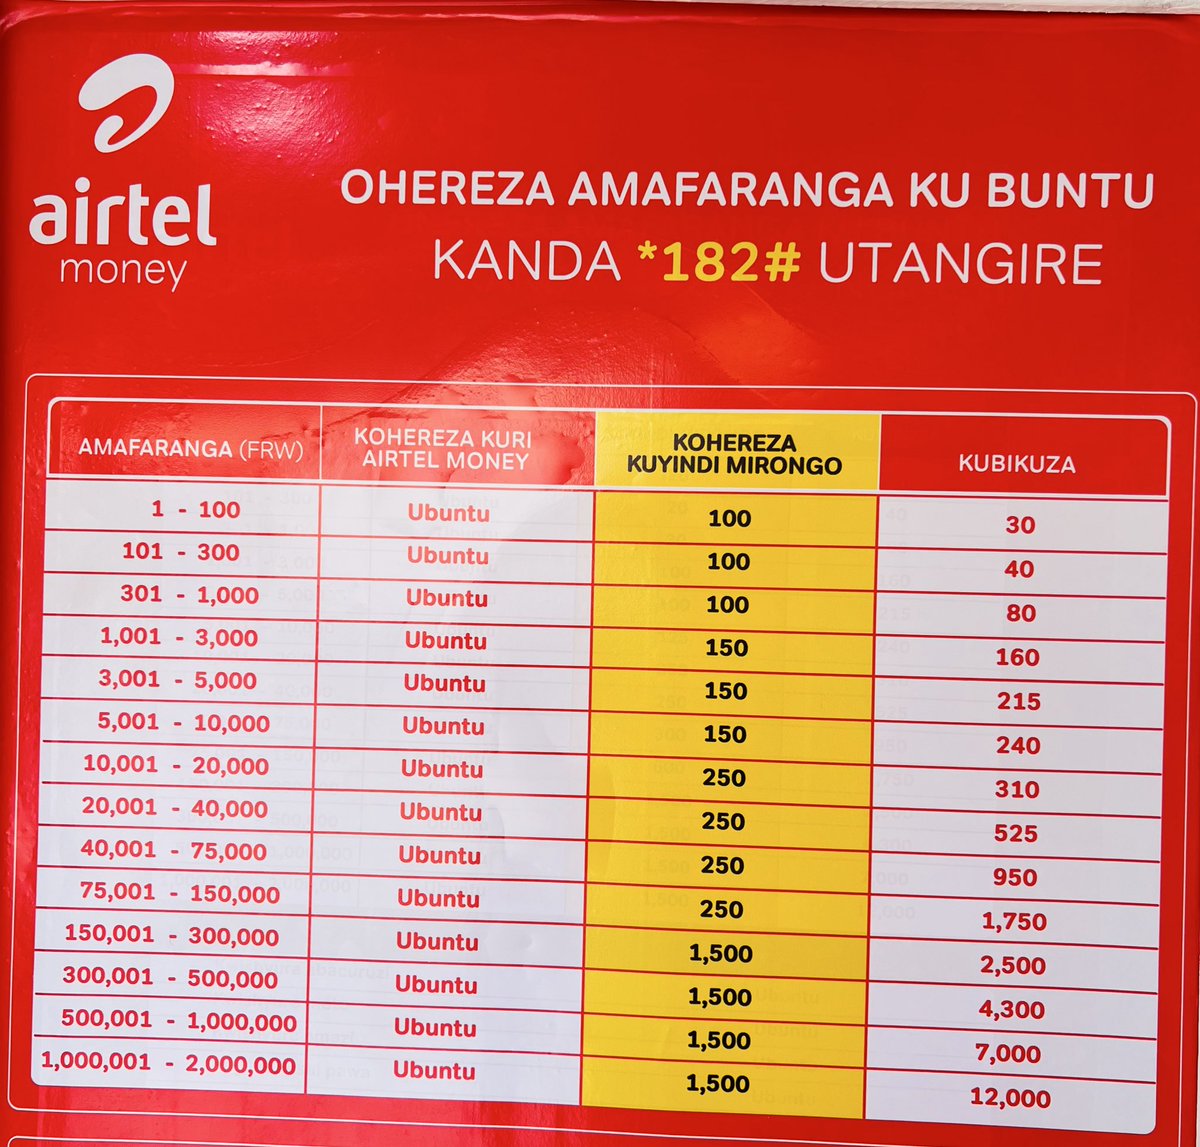 airtel
money
OHEREZA AMAFARANGA KU BUNTU
KANDA *182# UTANGIRE
AMAFARANGA (FRW) KOHEREZA KURI AIRTEL MONEY KOHEREZA KUYINDI MIRONGO KUBIKUZA
1 - 100 Ubuntu 100 30
101 - 300 Ubuntu 100 40
301 - 1,000 Ubuntu 100 80
1,001 - 3,000 Ubuntu 150 160
3,001 - 5,000 Ubuntu 150 215
5,001 - 10,000 Ubuntu 150 240
10,001 - 20,000 Ubuntu 250 310
20,001 - 40,000 Ubuntu 250 525
40,001 - 75,000 Ubuntu 250 950
75,001 - 150,000 Ubuntu 250 1,750
150,001 - 300,000 Ubuntu 1,500 2,500
300,001 - 500,000 Ubuntu 1,500 4,300
500,001 - 1,000,000 Ubuntu 1,500 7,000
1,000,001 - 2,000,000 Ubuntu 1,500 12,000